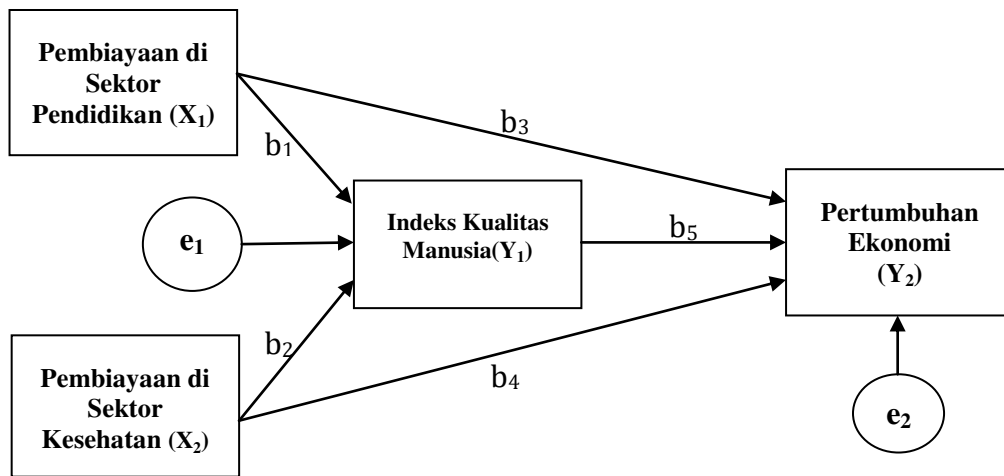 Pembiayaan di
Sektor
Pendidikan (X₁)
b₁
b₃
e₁
Indeks Kualitas
Manusia(Y₁)
b₅
Pertumbuhan
Ekonomi
(Y₂)
b₂
b₄
Pembiayaan di
Sektor
Kesehatan (X₂)
e₂